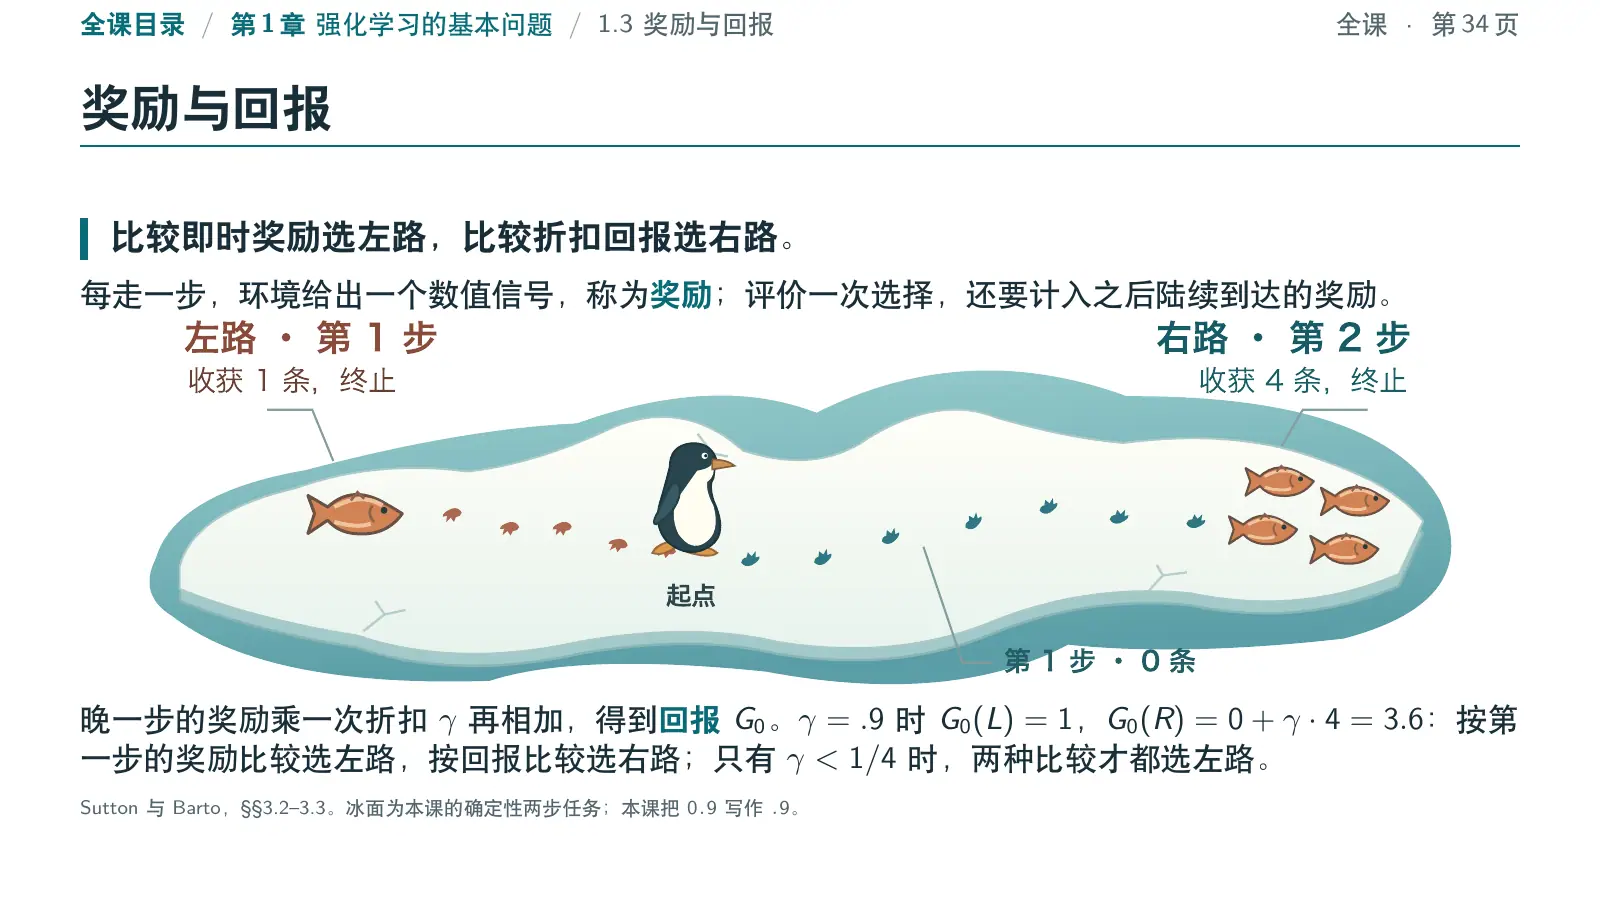 全课目录 / 第 1 章 强化学习的基本问题 / 1.3 奖励与回报
全课 · 第 34 页
奖励与回报
比较即时奖励选左路，比较折扣回报选右路。
每走一步，环境给出一个数值信号，称为奖励；评价一次选择，还要计入之后陆续到达的奖励。
左路 · 第 1 步
收获 1 条，终止
右路 · 第 2 步
收获 4 条，终止
起点
第 1 步 · 0 条
晚一步的奖励乘一次折扣 γ 再相加，得到回报 G₀。γ = .9 时 G₀(L) = 1，G₀(R) = 0 + γ · 4 = 3.6：按第
一步的奖励比较选左路，按回报比较选右路；只有 γ < 1/4 时，两种比较才都选左路。
Sutton 与 Barto，§§3.2–3.3。冰面为本课的确定性两步任务；本课把 0.9 写作 .9。